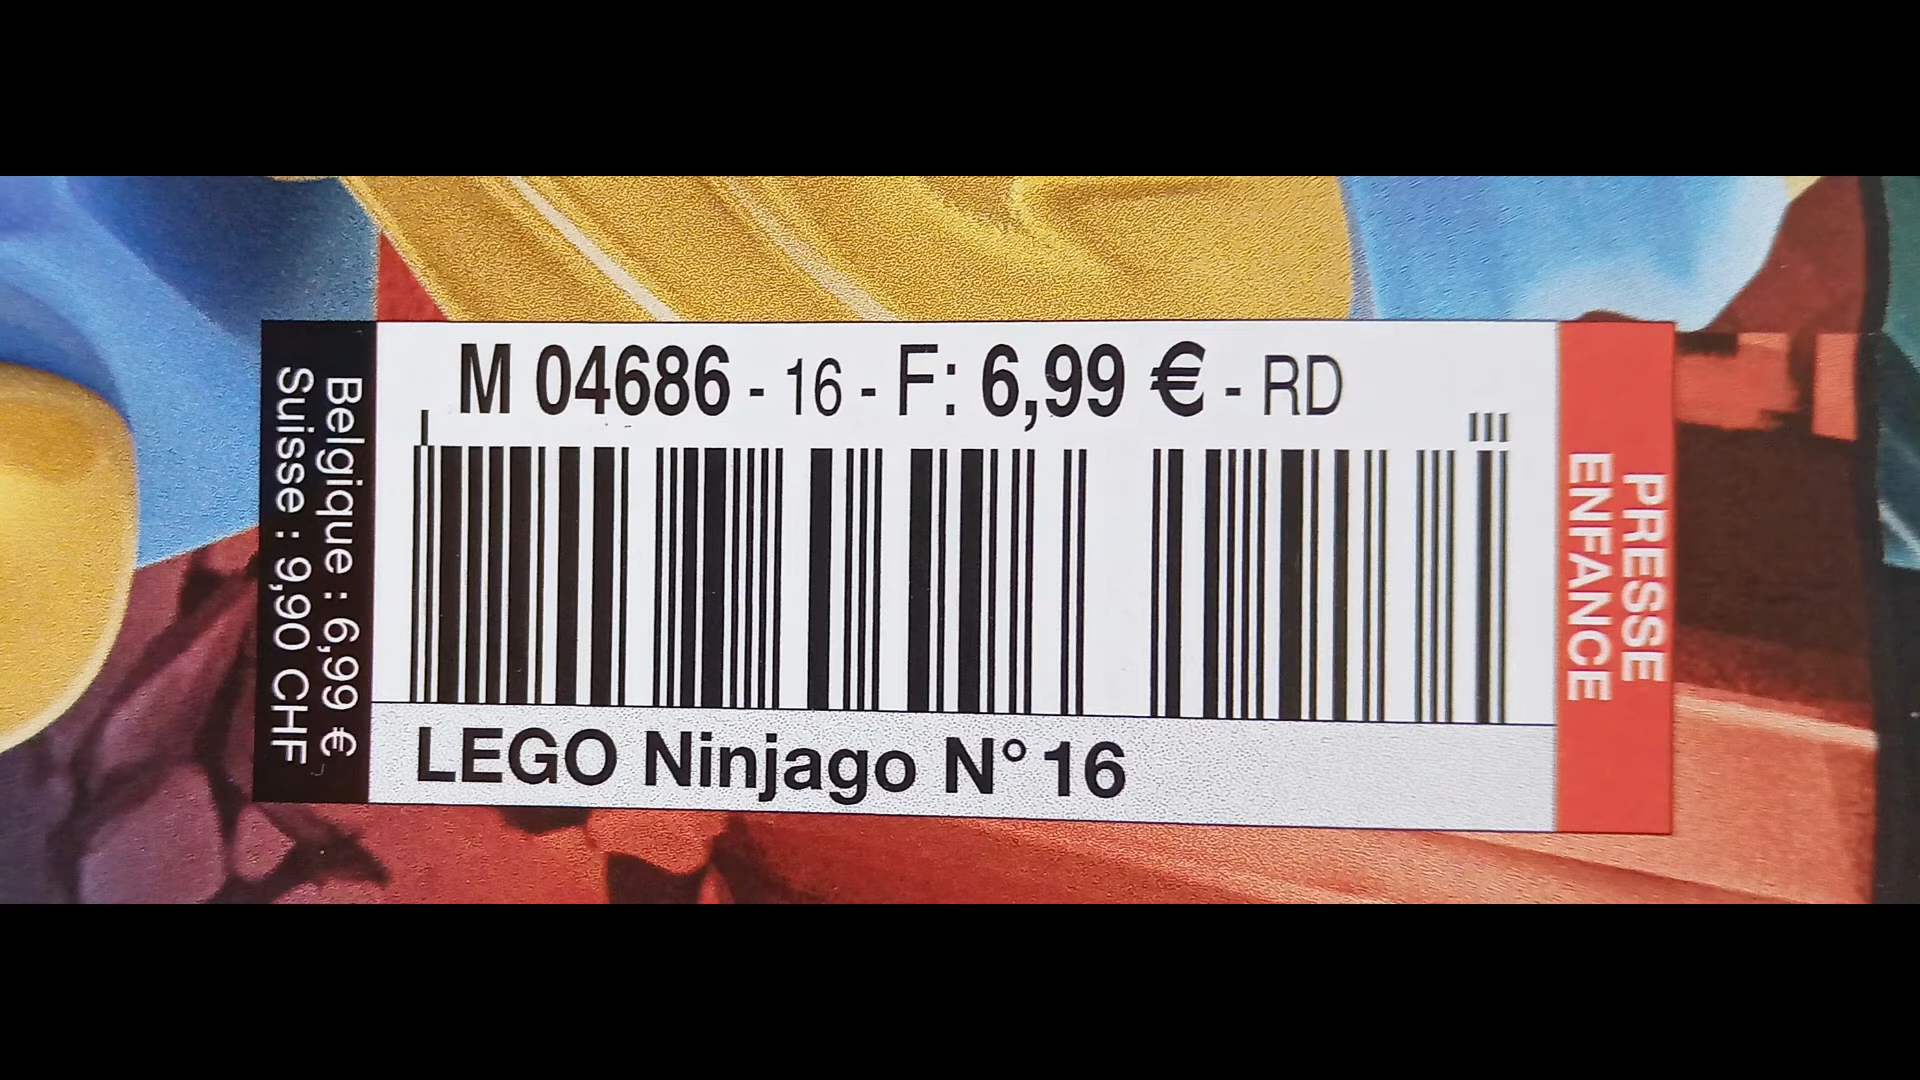 M 04686 - 16 - F: 6,99 € - RD
Belgique : 6,99 €
Suisse : 9,90 CHF
PRESSE
ENFANCE
LEGO Ninjago N° 16